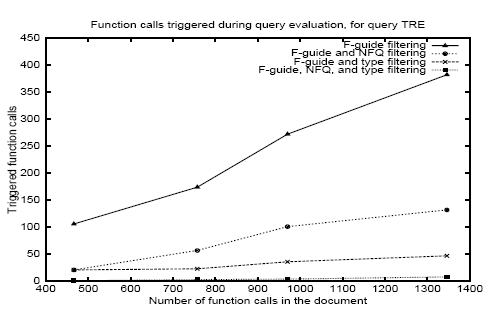 Function calls triggered during query evaluation, for query TRE
450
400
350
300
250
200
150
100
50
0
Triggered function calls
F-guide filtering
F-guide and NFQ filtering
F-guide and type filtering
F-guide, NFQ, and type filtering
400 500 600 700 800 900 1000 1100 1200 1300 1400
Number of function calls in the document